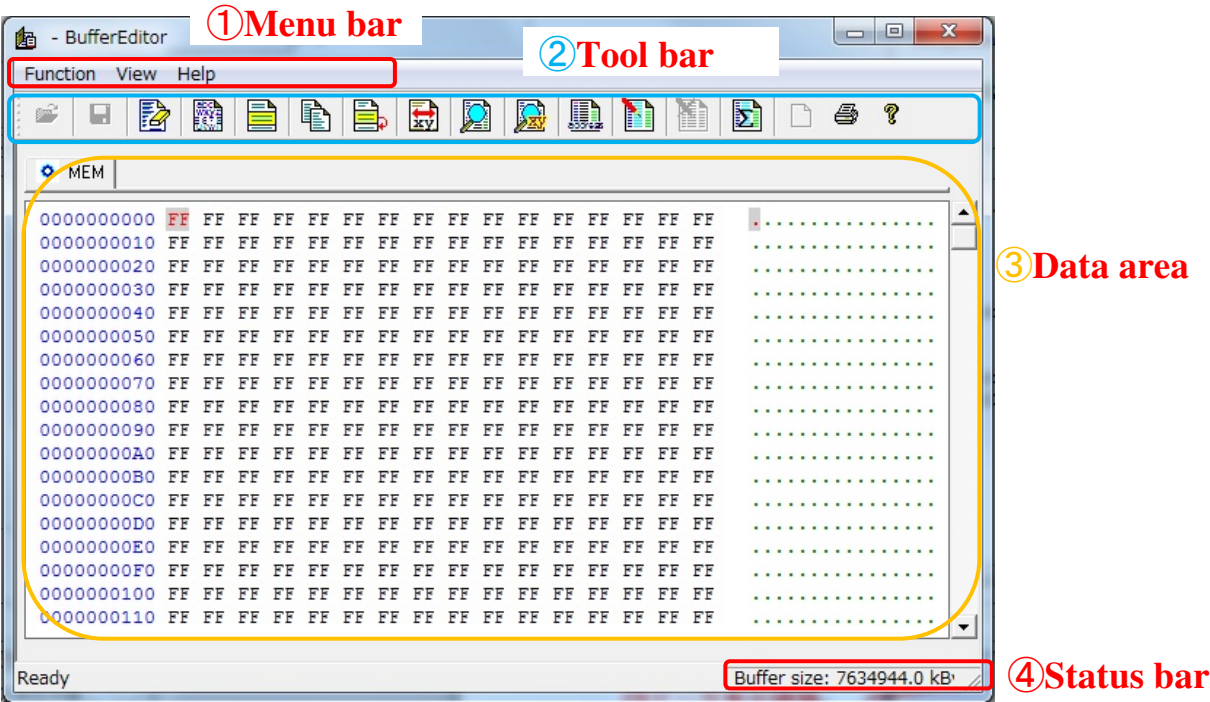 ①Menu bar
- BufferEditor
②Tool bar
Function View Help
MEM
0000000000 FF FF FF FF FF FF FF FF FF FF FF FF FF FF FF FF ................
0000000010 FF FF FF FF FF FF FF FF FF FF FF FF FF FF FF FF ................
0000000020 FF FF FF FF FF FF FF FF FF FF FF FF FF FF FF FF ................
③Data area
0000000030 FF FF FF FF FF FF FF FF FF FF FF FF FF FF FF FF ................
0000000040 FF FF FF FF FF FF FF FF FF FF FF FF FF FF FF FF ................
0000000050 FF FF FF FF FF FF FF FF FF FF FF FF FF FF FF FF ................
0000000060 FF FF FF FF FF FF FF FF FF FF FF FF FF FF FF FF ................
0000000070 FF FF FF FF FF FF FF FF FF FF FF FF FF FF FF FF ................
0000000080 FF FF FF FF FF FF FF FF FF FF FF FF FF FF FF FF ................
0000000090 FF FF FF FF FF FF FF FF FF FF FF FF FF FF FF FF ................
00000000A0 FF FF FF FF FF FF FF FF FF FF FF FF FF FF FF FF ................
00000000B0 FF FF FF FF FF FF FF FF FF FF FF FF FF FF FF FF ................
00000000C0 FF FF FF FF FF FF FF FF FF FF FF FF FF FF FF FF ................
00000000D0 FF FF FF FF FF FF FF FF FF FF FF FF FF FF FF FF ................
00000000E0 FF FF FF FF FF FF FF FF FF FF FF FF FF FF FF FF ................
00000000F0 FF FF FF FF FF FF FF FF FF FF FF FF FF FF FF FF ................
0000000100 FF FF FF FF FF FF FF FF FF FF FF FF FF FF FF FF ................
0000000110 FF FF FF FF FF FF FF FF FF FF FF FF FF FF FF FF ................
Ready
Buffer size: 7634944.0 kB
④Status bar